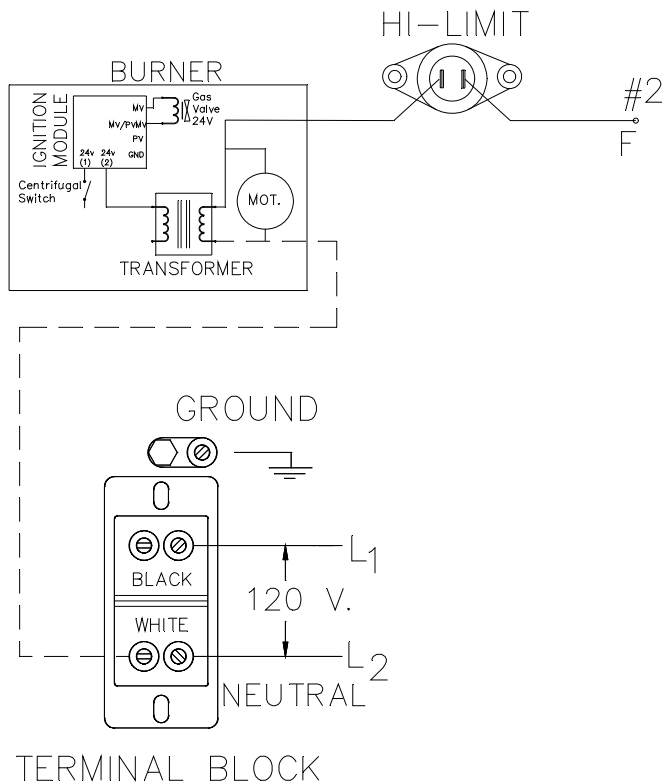 HI-LIMIT
BURNER
#2
F
IGNITION
MODULE
MV
MV/PVMV
PV
GND
24v
(1)
24v
(2)
Gas
Valve
24V
Centrifugal
Switch
MOT.
TRANSFORMER
GROUND
BLACK
L1
120 V.
WHITE
L2
NEUTRAL
TERMINAL BLOCK